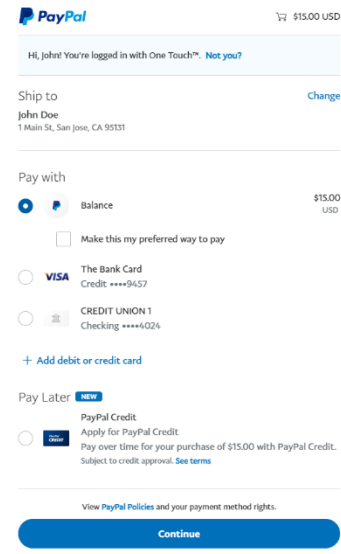 PayPal
$15.00 USD
Hi, John! You're logged in with One Touch™. Not you?
Ship to
Change
John Doe
1 Main St, San Jose, CA 95131
Pay with
Balance
$15.00
USD
Make this my preferred way to pay
VISA
The Bank Card
Credit ••••9457
CREDIT UNION 1
Checking ••••4024
+ Add debit or credit card
Pay Later NEW
PayPal Credit
Apply for PayPal Credit
PayPal
CREDIT
Pay over time for your purchase of $15.00 with PayPal Credit.
Subject to credit approval. See terms
View PayPal Policies and your payment method rights.
Continue